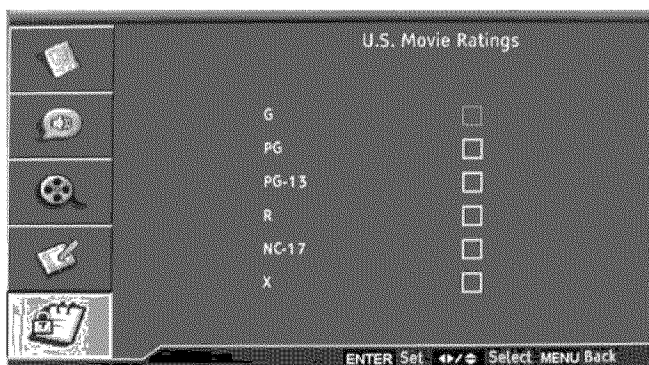 U.S. Movie Ratings
G
PG
PG-13
R
NC-17
X
ENTER Set Select MENU Back